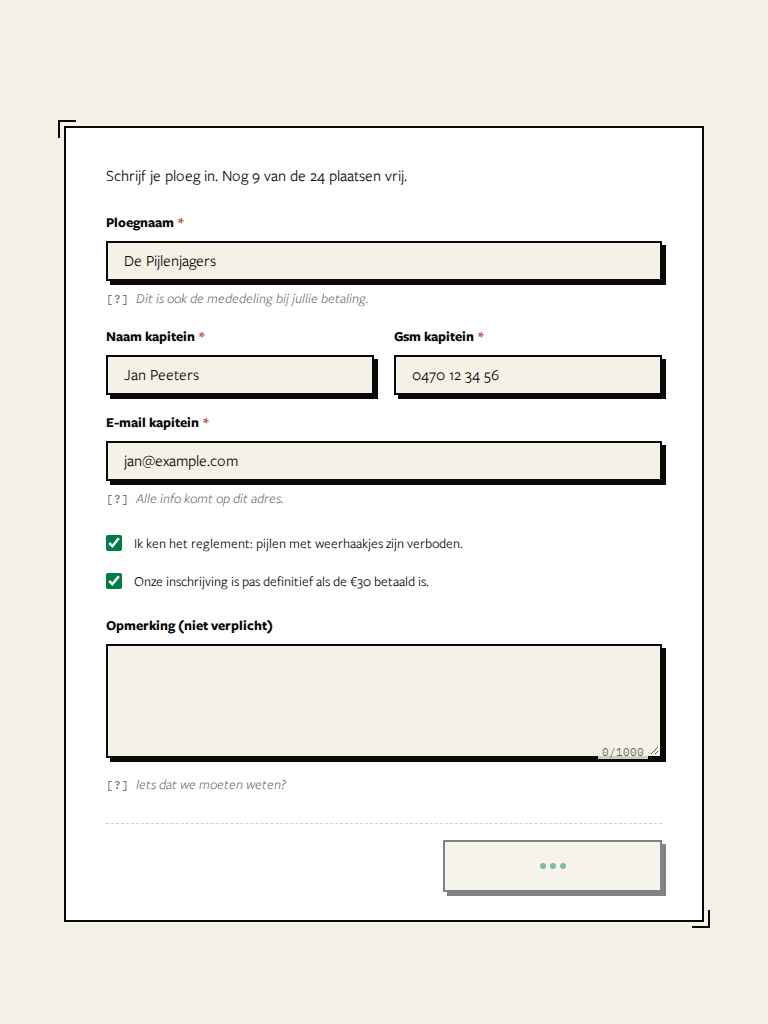 Schrijf je ploeg in. Nog 9 van de 24 plaatsen vrij.
Ploegnaam *
De Pijlenjagers
[?] Dit is ook de mededeling bij jullie betaling.
Naam kapitein *
Gsm kapitein *
Jan Peeters
0470 12 34 56
E-mail kapitein *
jan@example.com
[?] Alle info komt op dit adres.
Ik ken het reglement: pijlen met weerhaakjes zijn verboden.
Onze inschrijving is pas definitief als de €30 betaald is.
Opmerking (niet verplicht)
0/1000
[?] Iets dat we moeten weten?